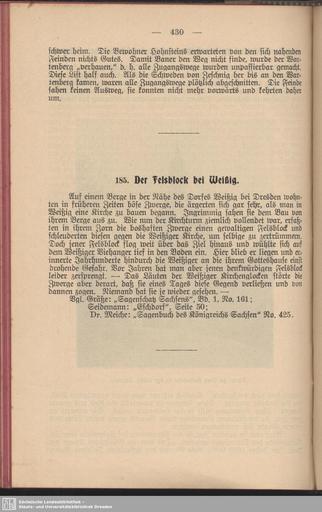 — 430 —
schwer heim. Die Bewohner Hohnsteins erwarteten von den sich nahenden
Feinden nichts Gutes. Damit Baner den Weg nicht finde, wurde der War-
tenberg „verhauen," d. h. alle Zugangswege wurden unpassierbar gemacht.
Diese List half auch. Als die Schweden von Zeschnig her bis an den War-
tenberg kamen, waren alle Zugangswege plötzlich abgeschnitten. Die Feinde
sahen keinen Ausweg, sie konnten nicht mehr vorwärts und kehrten daher
um.
185. Der Felsblock bei Weißig.
Auf einem Berge in der Nähe des Dorfes Weißig bei Dresden wohn-
ten in früheren Zeiten böse Zwerge, die ärgerten sich gar sehr, als man in
Weißig eine Kirche zu bauen begann. Ingrimmig sahen sie dem Bau von
ihrem Berge aus zu. Wie nun der Kirchturm ziemlich vollendet war, erfaß-
ten in ihrem Zorn die boshaften Zwerge einen gewaltigen Felsblock und
schleuderten diesen gegen die Weißiger Kirche, um selbige zu zertrümmern.
Doch jener Felsblock flog weit über das Ziel hinaus und wühlte sich auf
dem Weißiger Viehanger tief in den Boden ein. Hier blieb er liegen und er-
innerte Jahrhunderte hindurch die Weißiger an die ihrem Gotteshause einst
drohende Gefahr. Vor Jahren hat man aber jenen denkwürdigen Felsblock
leider zersprengt. — Das Läuten der Weißiger Kirchenglocken störte die
Zwerge aber derart, daß sie eines Tages diese Gegend verließen und von
dannen zogen. Niemand hat sie je wieder gesehen. —
Vgl. Gräße: „Sagenschatz Sachsens", Bd. 1, No. 161;
Seidemann: „Eschdorf", Seite 50;
Dr. Meiche: „Sagenbuch des Königreichs Sachsen" No. 425.
Sächsische Landesbibliothek -
Staats- und Universitätsbibliothek Dresden